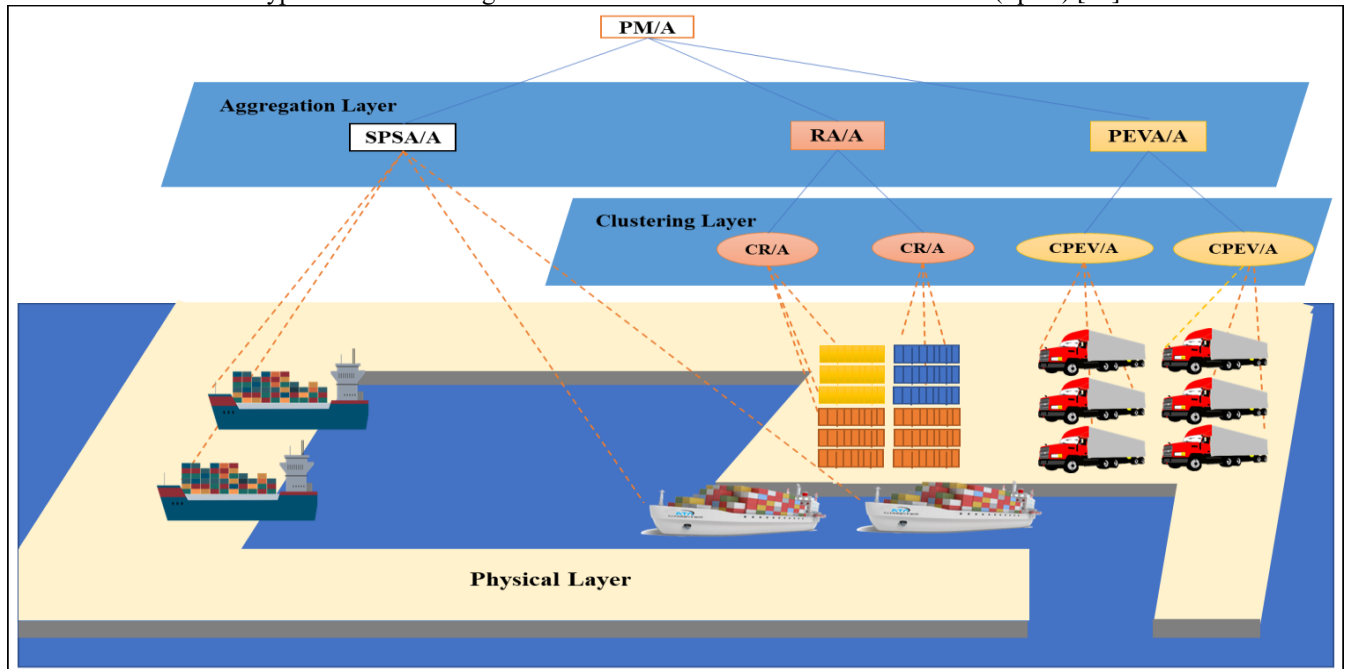 PM/A
Aggregation Layer
SPSA/A
RA/A
PEVA/A
Clustering Layer
CR/A
CR/A
CPEV/A
CPEV/A
Physical Layer